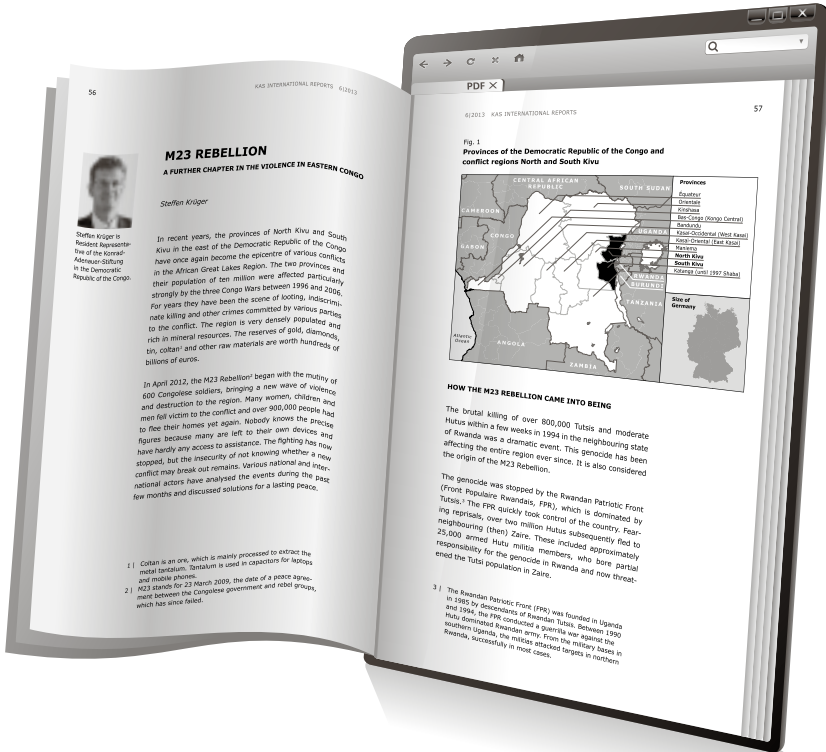 56
KAS INTERNATIONAL REPORTS 6|2013
M23 REBELLION
A FURTHER CHAPTER IN THE VIOLENCE IN EASTERN CONGO
Steffen Krüger
Steffen Krüger is
Resident Representa-
tive of the Konrad-
Adenauer-Stiftung
in the Democratic
Republic of the Congo.
In recent years, the provinces of North Kivu and South
Kivu in the east of the Democratic Republic of the Congo
have once again become the epicentre of various conflicts
in the African Great Lakes Region. The two provinces and
their population of ten million were affected particularly
strongly by the three Congo Wars between 1996 and 2006.
For years they have been the scene of looting, indiscrimi-
nate killing and other crimes committed by various parties
to the conflict. The region is very densely populated and
rich in mineral resources. The reserves of gold, diamonds,
tin, coltan¹ and other raw materials are worth hundreds of
billions of euros.
In April 2012, the M23 Rebellion² began with the mutiny of
600 Congolese soldiers, bringing a new wave of violence
and destruction to the region. Many women, children and
men fell victim to the conflict and over 900,000 people had
to flee their homes yet again. Nobody knows the precise
figures because many are left to their own devices and
have hardly any access to assistance. The fighting has now
stopped, but the insecurity of not knowing whether a new
conflict may break out remains. Various national and inter-
national actors have analysed the events during the past
few months and discussed solutions for a lasting peace.
1 | Coltan is an ore, which is mainly processed to extract the
metal tantalum. Tantalum is used in capacitors for laptops
and mobile phones.
2 | M23 stands for 23 March 2009, the date of a peace agree-
ment between the Congolese government and rebel groups,
which has since failed.
PDF
6|2013 KAS INTERNATIONAL REPORTS
57
Fig. 1
Provinces of the Democratic Republic of the Congo and
conflict regions North and South Kivu
CENTRAL AFRICAN
REPUBLIC
SOUTH SUDAN
CAMEROON
CONGO
GABON
UGANDA
RWANDA
BURUNDI
TANZANIA
Atlantic
Ocean
ANGOLA
ZAMBIA
Provinces
Équateur
Orientale
Kinshasa
Bas-Congo (Kongo Central)
Bandundu
Kasai-Occidental (West Kasai)
Kasai-Oriental (East Kasai)
Maniema
North Kivu
South Kivu
Katanga (until 1997 Shaba)
Size of
Germany
HOW THE M23 REBELLION CAME INTO BEING
The brutal killing of over 800,000 Tutsis and moderate
Hutus within a few weeks in 1994 in the neighbouring state
of Rwanda was a dramatic event. This genocide has been
affecting the entire region ever since. It is also considered
the origin of the M23 Rebellion.
The genocide was stopped by the Rwandan Patriotic Front
(Front Populaire Rwandais, FPR), which is dominated by
Tutsis.³ The FPR quickly took control of the country. Fear-
ing reprisals, over two million Hutus subsequently fled to
neighbouring (then) Zaire. These included approximately
25,000 armed Hutu militia members, who bore partial
responsibility for the genocide in Rwanda and now threat-
ened the Tutsi population in Zaire.
3 | The Rwandan Patriotic Front (FPR) was founded in Uganda
in 1985 by descendants of Rwandan Tutsis. Between 1990
and 1994, the FPR conducted a guerrilla war against the
Hutu dominated Rwandan army. From the military bases in
southern Uganda, the militias attacked targets in northern
Rwanda, successfully in most cases.